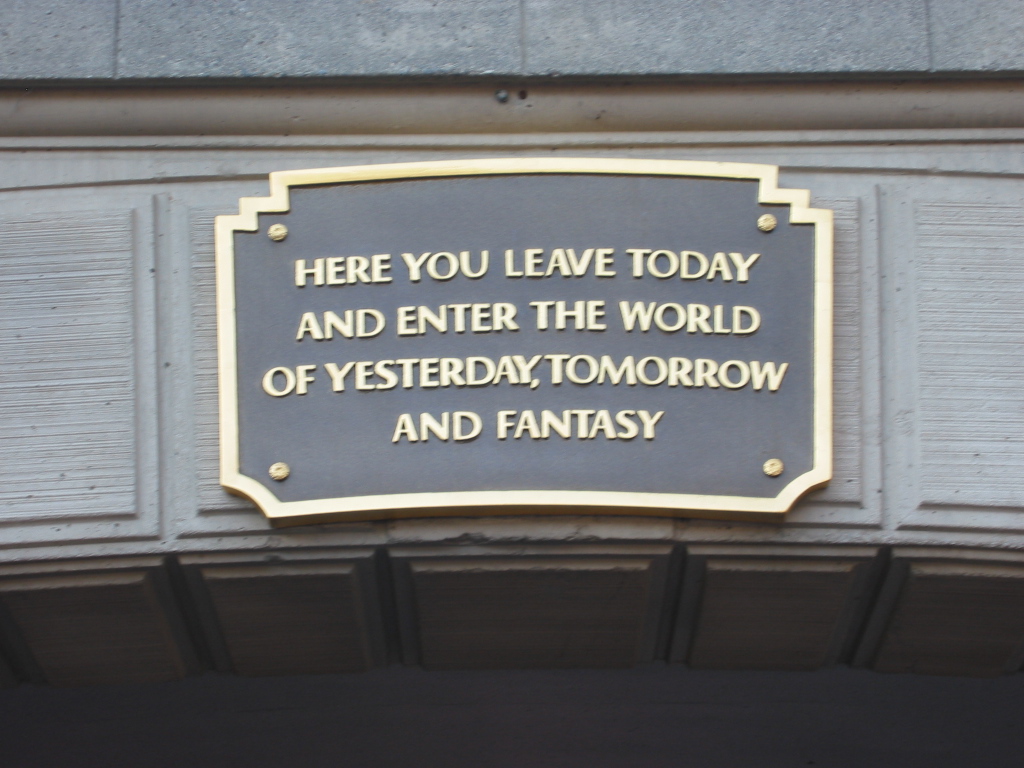 HERE YOU LEAVE TODAY
AND ENTER THE WORLD
OF YESTERDAY, TOMORROW
AND FANTASY